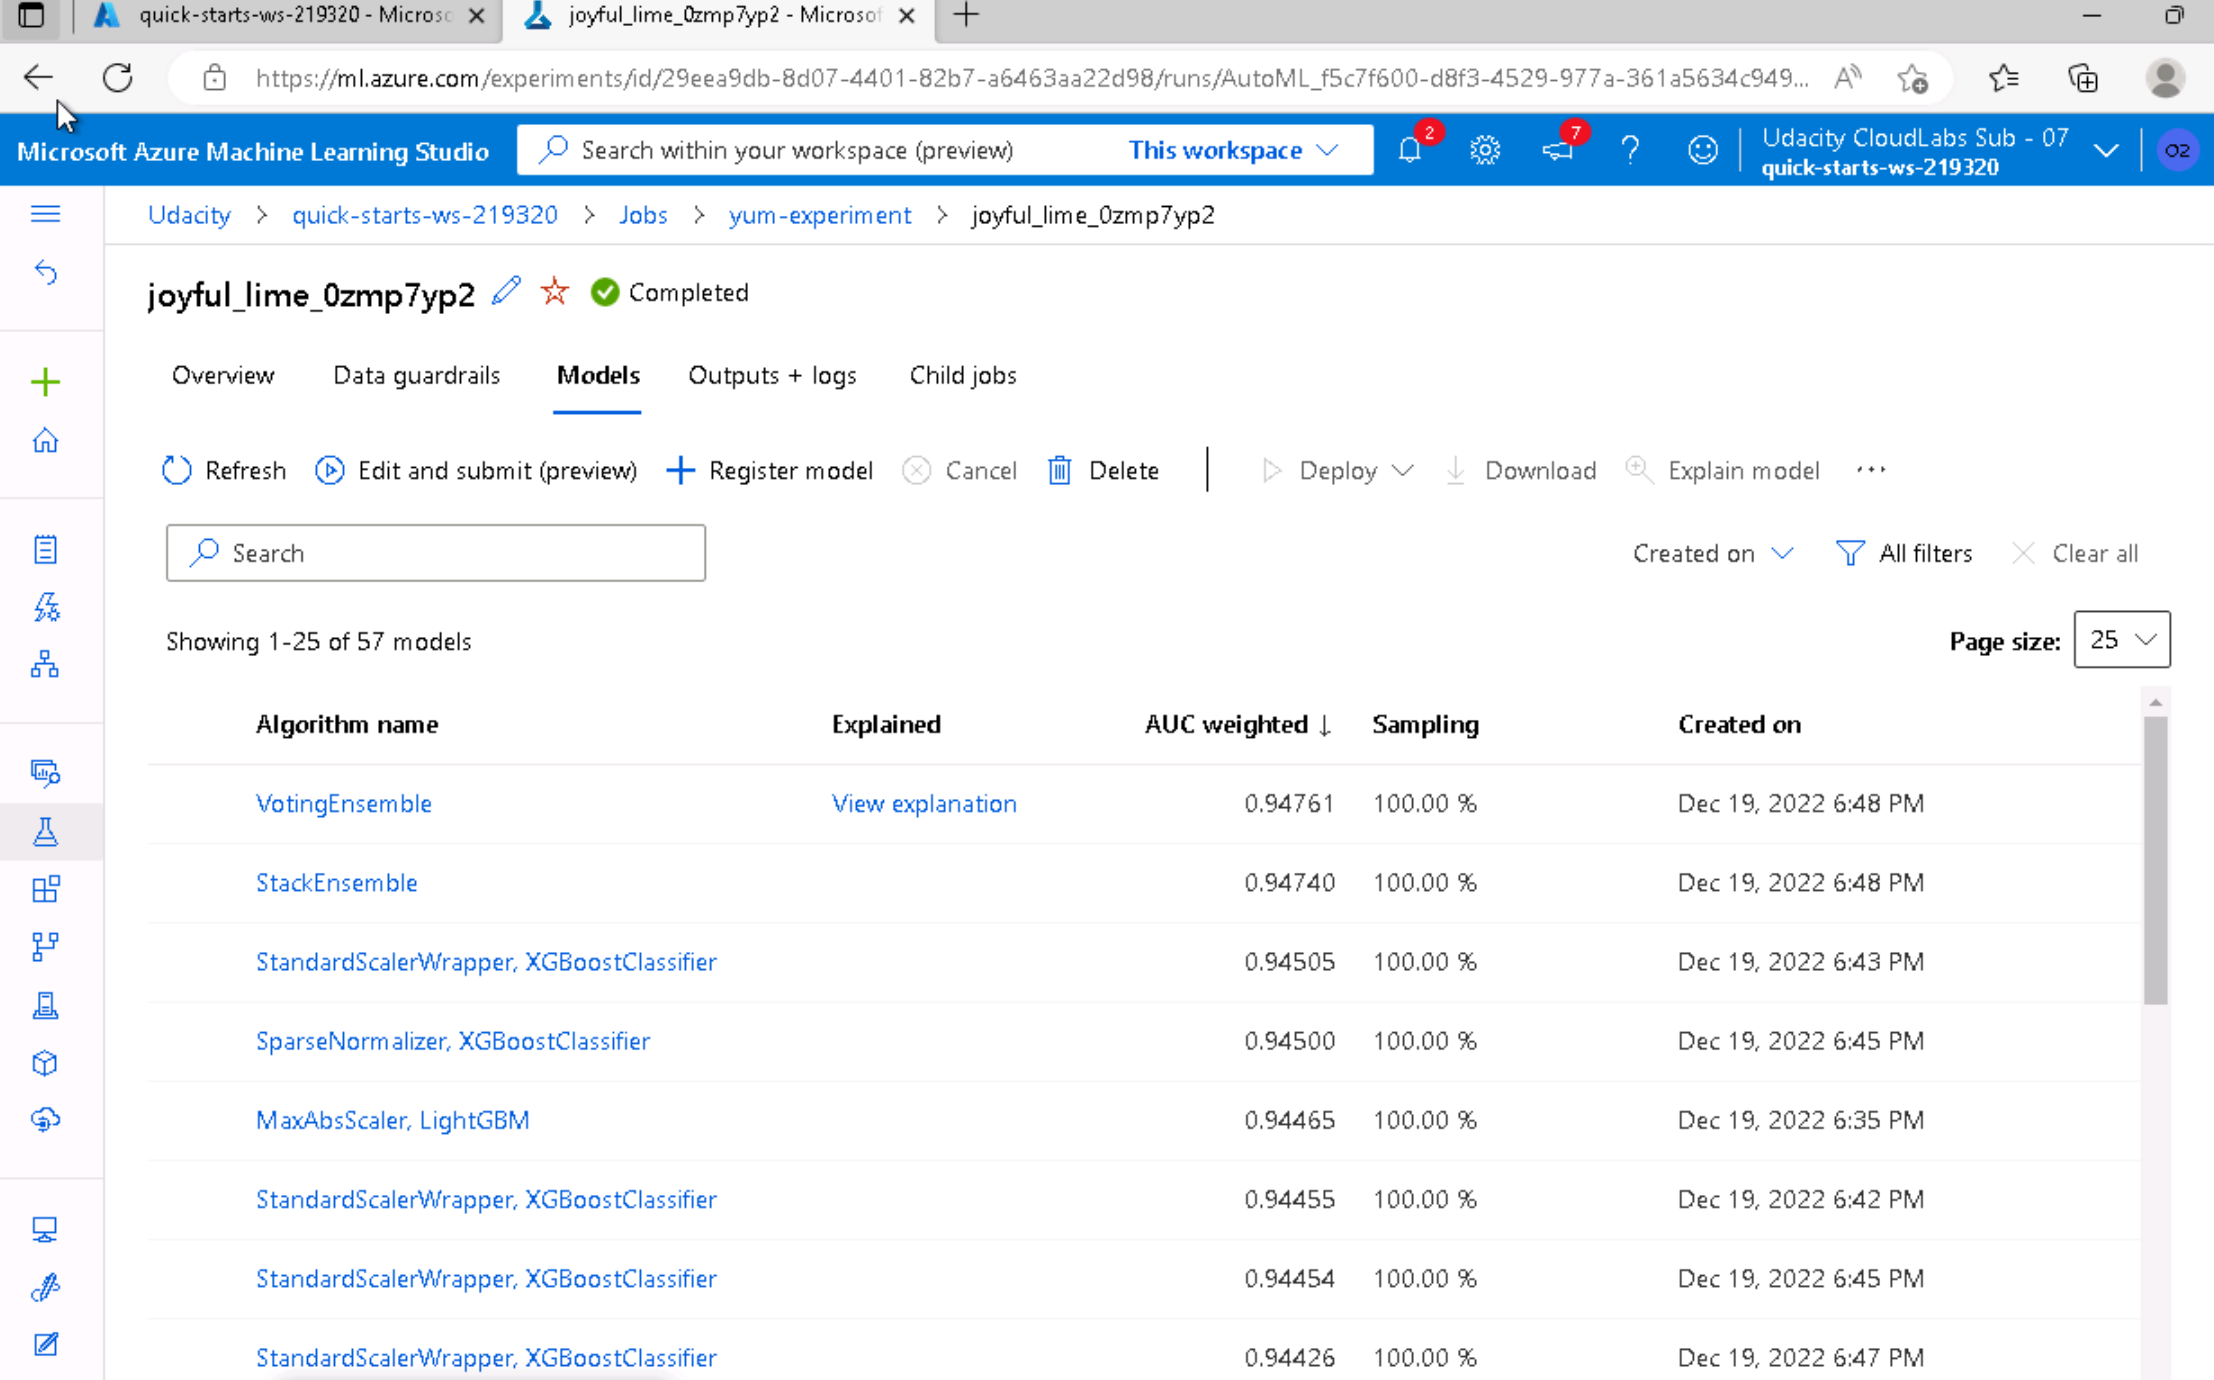 quick-starts-ws-219320 - Microsc
joyful_lime_0zmp7yp2 - Microsof
https://ml.azure.com/experiments/id/29eea9db-8d07-4401-82b7-a6463aa22d98/runs/AutoML_f5c7f600-d8f3-4529-977a-361a5634c949...
Microsoft Azure Machine Learning Studio
Search within your workspace (preview)
This workspace
2
7
?
Udacity CloudLabs Sub - 07
quick-starts-ws-219320
O2
Udacity > quick-starts-ws-219320 > Jobs > yum-experiment > joyful_lime_0zmp7yp2
joyful_lime_0zmp7yp2 Completed
Overview Data guardrails Models Outputs + logs Child jobs
Refresh Edit and submit (preview) Register model Cancel Delete Deploy Download Explain model ...
Search
Created on All filters Clear all
Showing 1-25 of 57 models
Page size: 25
Algorithm name Explained AUC weighted ↓ Sampling Created on
VotingEnsemble View explanation 0.94761 100.00 % Dec 19, 2022 6:48 PM
StackEnsemble 0.94740 100.00 % Dec 19, 2022 6:48 PM
StandardScalerWrapper, XGBoostClassifier 0.94505 100.00 % Dec 19, 2022 6:43 PM
SparseNormalizer, XGBoostClassifier 0.94500 100.00 % Dec 19, 2022 6:45 PM
MaxAbsScaler, LightGBM 0.94465 100.00 % Dec 19, 2022 6:35 PM
StandardScalerWrapper, XGBoostClassifier 0.94455 100.00 % Dec 19, 2022 6:42 PM
StandardScalerWrapper, XGBoostClassifier 0.94454 100.00 % Dec 19, 2022 6:45 PM
StandardScalerWrapper, XGBoostClassifier 0.94426 100.00 % Dec 19, 2022 6:47 PM